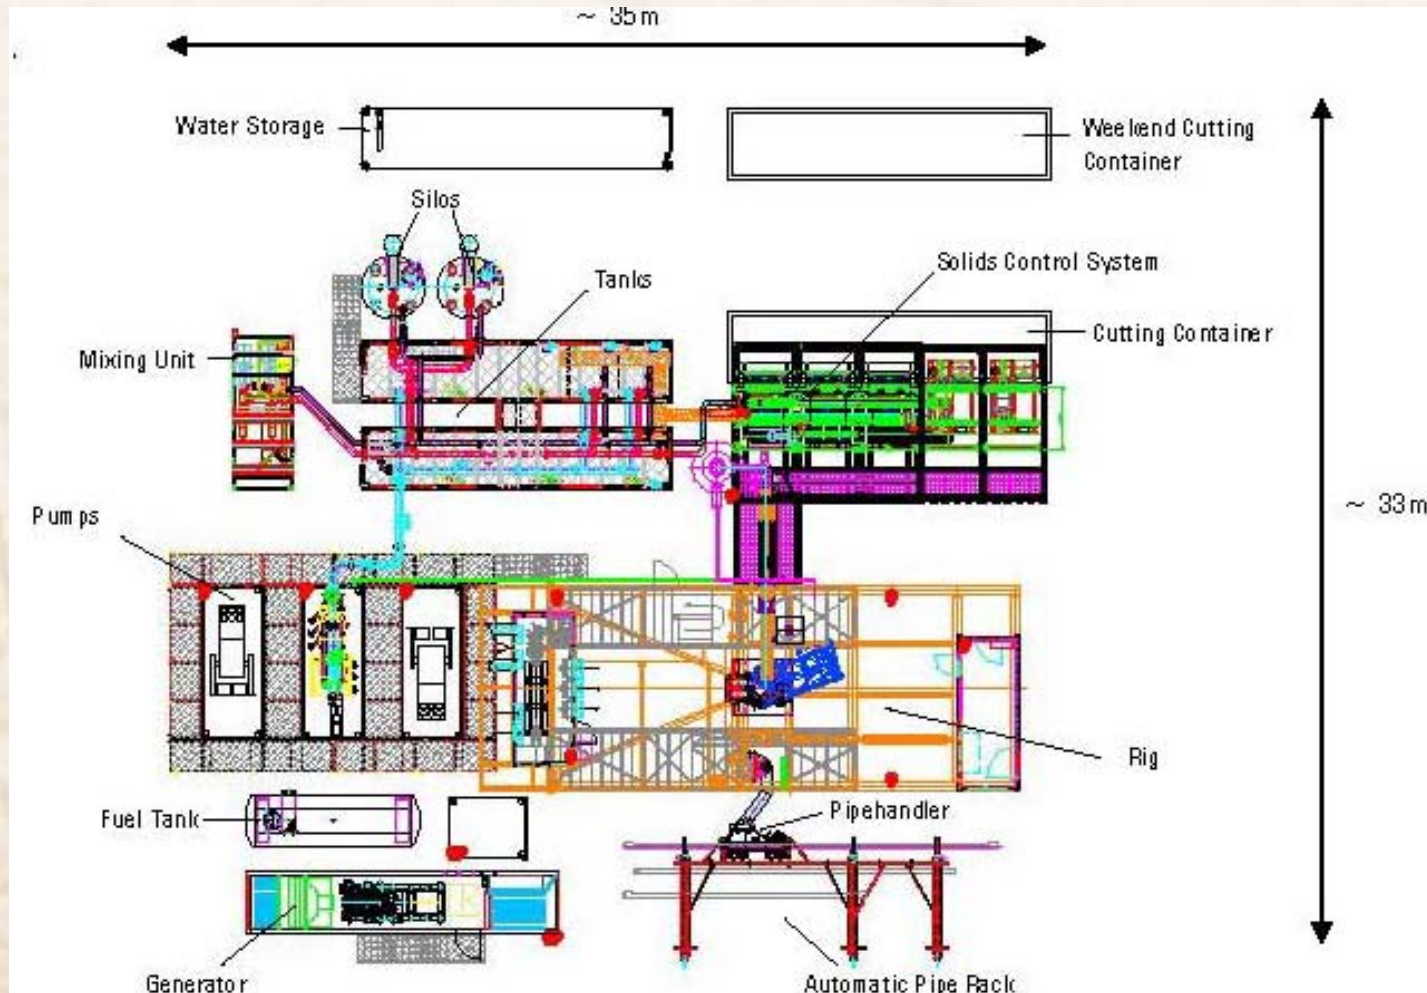 ~ 35m
Water Storage
Weekend Cutting
Container
Silos
Tanks
Solids Control System
Mixing Unit
Cutting Container
Pumps
~ 33m
Rig
Fuel Tank
Pipehandler
Generator
Automatic Pipe Rack